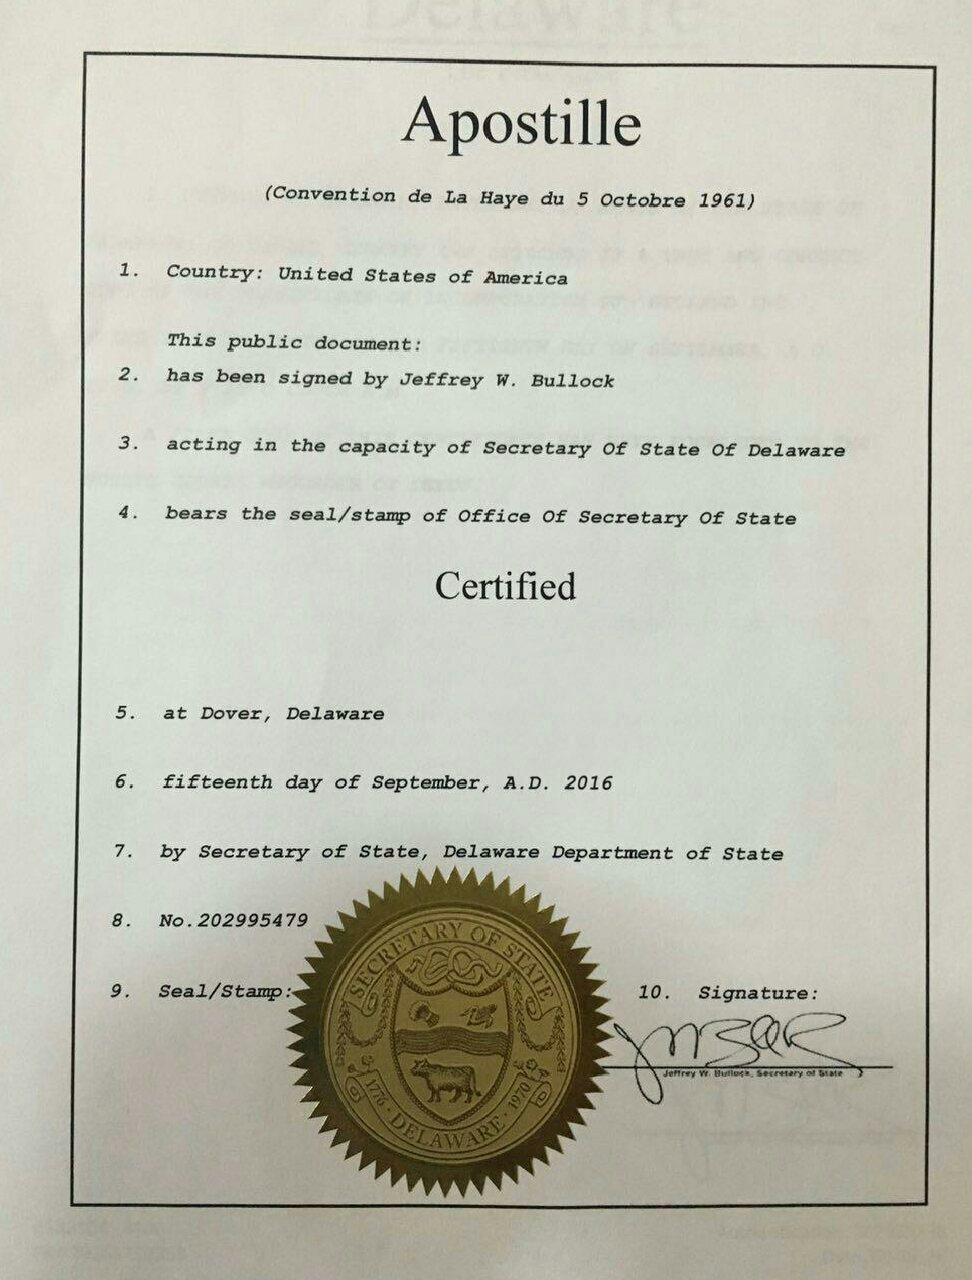 Delaware
Apostille
(Convention de La Haye du 5 Octobre 1961)
1. Country: United States of America
This public document:
2. has been signed by Jeffrey W. Bullock
3. acting in the capacity of Secretary Of State Of Delaware
4. bears the seal/stamp of Office Of Secretary Of State
Certified
5. at Dover, Delaware
6. fifteenth day of September, A.D. 2016
7. by Secretary of State, Delaware Department of State
8. No.202995479
9. Seal/Stamp:
SECRETARY OF STATE
1776 · DELAWARE · 1970
10. Signature:
Jeffrey W. Bullock, Secretary of State